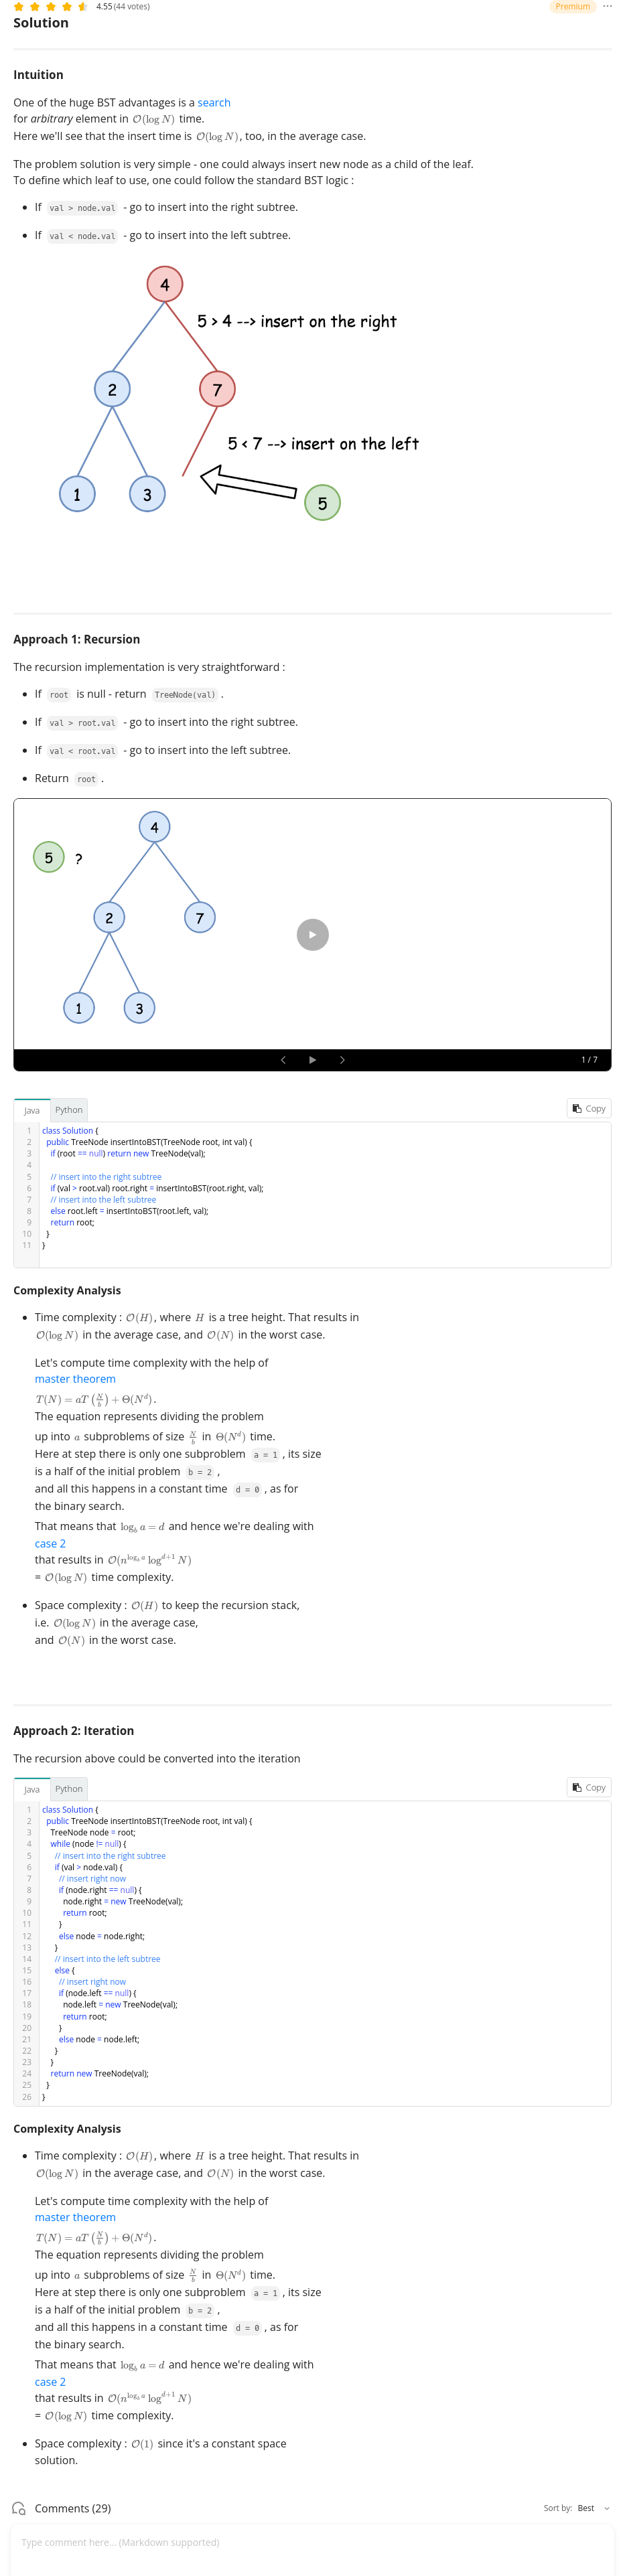 4.55 (44 votes)
Premium
Solution
Intuition
One of the huge BST advantages is a search
for arbitrary element in O(log N) time.
Here we'll see that the insert time is O(log N), too, in the average case.
The problem solution is very simple - one could always insert new node as a child of the leaf.
To define which leaf to use, one could follow the standard BST logic :
• If val > node.val - go to insert into the right subtree.
• If val < node.val - go to insert into the left subtree.
4
5 > 4 --> insert on the right
2
7
5 < 7 --> insert on the left
1
3
5
Approach 1: Recursion
The recursion implementation is very straightforward :
• If root is null - return TreeNode(val) .
• If val > root.val - go to insert into the right subtree.
• If val < root.val - go to insert into the left subtree.
• Return root .
4
5 ?
2
7
1
3
1 / 7
Java
Python
Copy
1 class Solution {
2 public TreeNode insertIntoBST(TreeNode root, int val) {
3 if (root == null) return new TreeNode(val);
4
5 // insert into the right subtree
6 if (val > root.val) root.right = insertIntoBST(root.right, val);
7 // insert into the left subtree
8 else root.left = insertIntoBST(root.left, val);
9 return root;
10 }
11 }
Complexity Analysis
• Time complexity : O(H), where H is a tree height. That results in
O(log N) in the average case, and O(N) in the worst case.
Let's compute time complexity with the help of
master theorem
T(N) = aT(N/b) + Θ(N^d).
The equation represents dividing the problem
up into a subproblems of size N/b in Θ(N^d) time.
Here at step there is only one subproblem a = 1 , its size
is a half of the initial problem b = 2 ,
and all this happens in a constant time d = 0 , as for
the binary search.
That means that log_b a = d and hence we're dealing with
case 2
that results in O(n^{log_b a} log^{d+1} N)
= O(log N) time complexity.
• Space complexity : O(H) to keep the recursion stack,
i.e. O(log N) in the average case,
and O(N) in the worst case.
Approach 2: Iteration
The recursion above could be converted into the iteration
Java
Python
Copy
1 class Solution {
2 public TreeNode insertIntoBST(TreeNode root, int val) {
3 TreeNode node = root;
4 while (node != null) {
5 // insert into the right subtree
6 if (val > node.val) {
7 // insert right now
8 if (node.right == null) {
9 node.right = new TreeNode(val);
10 return root;
11 }
12 else node = node.right;
13 }
14 // insert into the left subtree
15 else {
16 // insert right now
17 if (node.left == null) {
18 node.left = new TreeNode(val);
19 return root;
20 }
21 else node = node.left;
22 }
23 }
24 return new TreeNode(val);
25 }
26 }
Complexity Analysis
• Time complexity : O(H), where H is a tree height. That results in
O(log N) in the average case, and O(N) in the worst case.
Let's compute time complexity with the help of
master theorem
T(N) = aT(N/b) + Θ(N^d).
The equation represents dividing the problem
up into a subproblems of size N/b in Θ(N^d) time.
Here at step there is only one subproblem a = 1 , its size
is a half of the initial problem b = 2 ,
and all this happens in a constant time d = 0 , as for
the binary search.
That means that log_b a = d and hence we're dealing with
case 2
that results in O(n^{log_b a} log^{d+1} N)
= O(log N) time complexity.
• Space complexity : O(1) since it's a constant space
solution.
Comments (29)
Sort by: Best
Type comment here... (Markdown supported)